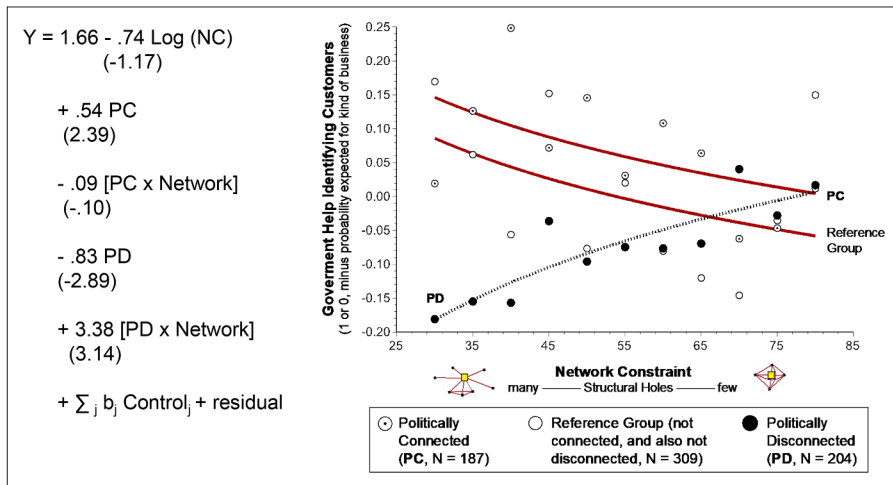 Y = 1.66 - .74 Log (NC)
(-1.17)
+ .54 PC
(2.39)
- .09 [PC x Network]
(-.10)
- .83 PD
(-2.89)
+ 3.38 [PD x Network]
(3.14)
+ ∑ j bj Controlj + residual
Goverment Help Identifying Customers
(1 or 0, minus probability expected for kind of business)
0.25
0.20
0.15
0.10
0.05
0.00
-0.05
-0.10
-0.15
-0.20
PC
Reference
Group
PD
25
35
45
55
65
75
85
Network Constraint
many ——— Structural Holes ——— few
Politically
Connected
(PC, N = 187)
Reference Group (not
connected, and also not
disconnected, N = 309)
Politically
Disconnected
(PD, N = 204)